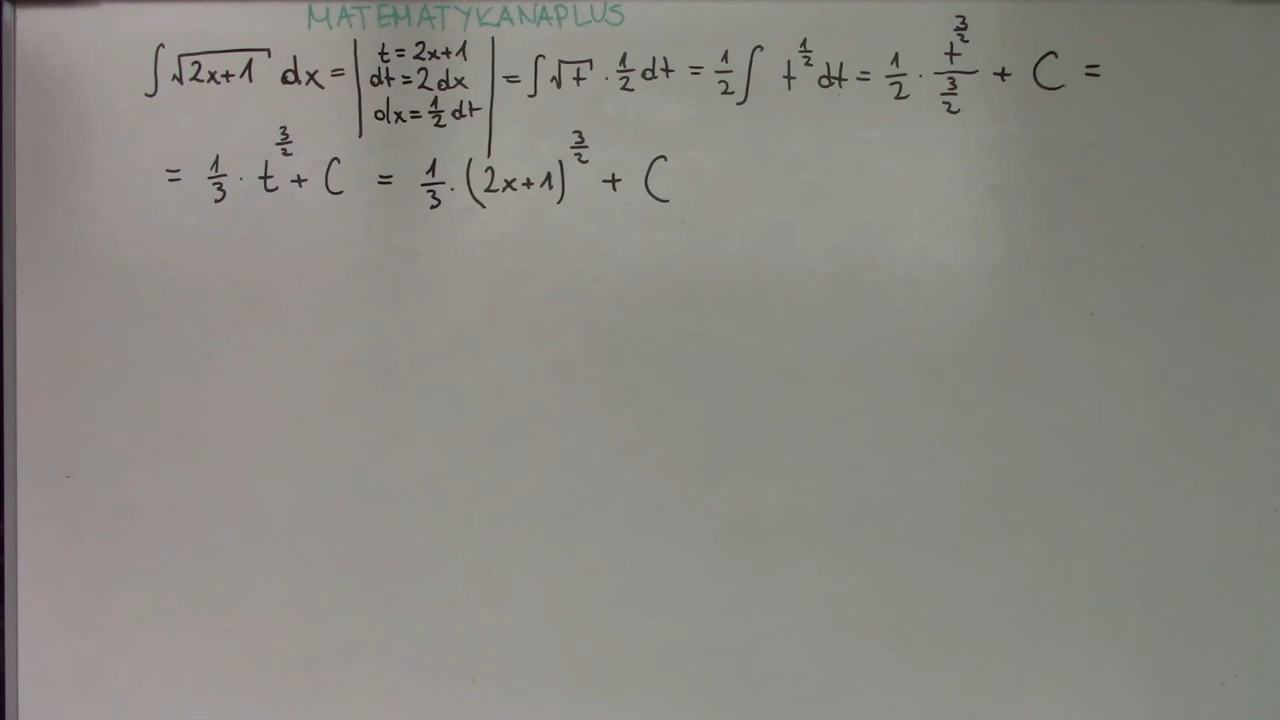 MATEMATYKANAPLUS
∫√(2x+1) dx = | t = 2x+1 dt = 2dx dx = 1/2 dt | = ∫√t · 1/2 dt = 1/2 ∫ t^(1/2) dt = 1/2 · t^(3/2)/(3/2) + C =
= 1/3 · t^(3/2) + C = 1/3 · (2x+1)^(3/2) + C